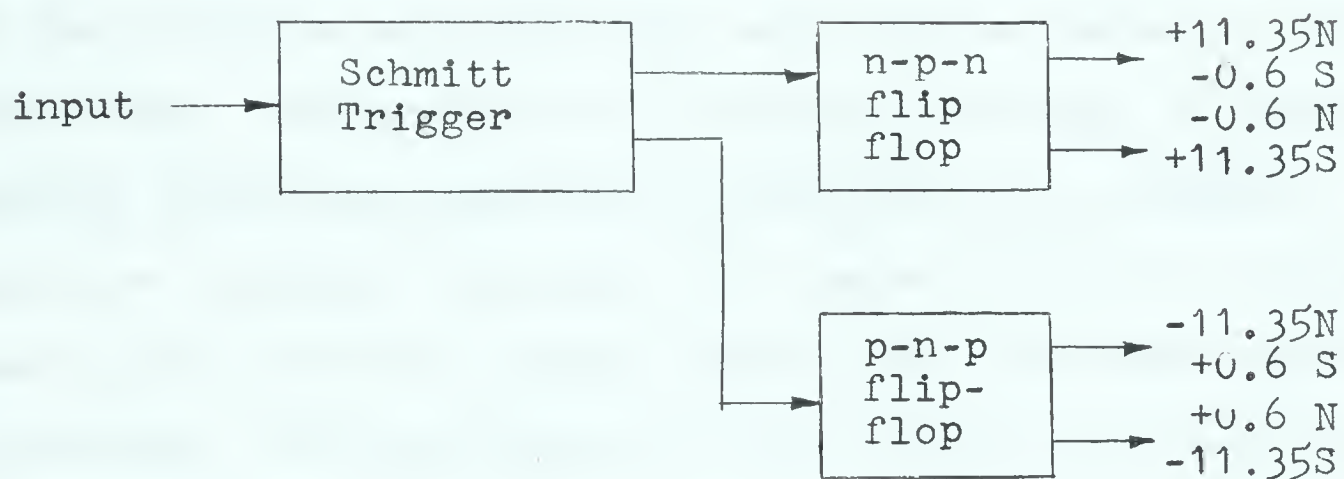 input
Schmitt
Trigger
n-p-n
flip
flop
+11.35N
-0.6 S
-0.6 N
+11.35S
p-n-p
flip-
flop
-11.35N
+0.6 S
+0.6 N
-11.35S